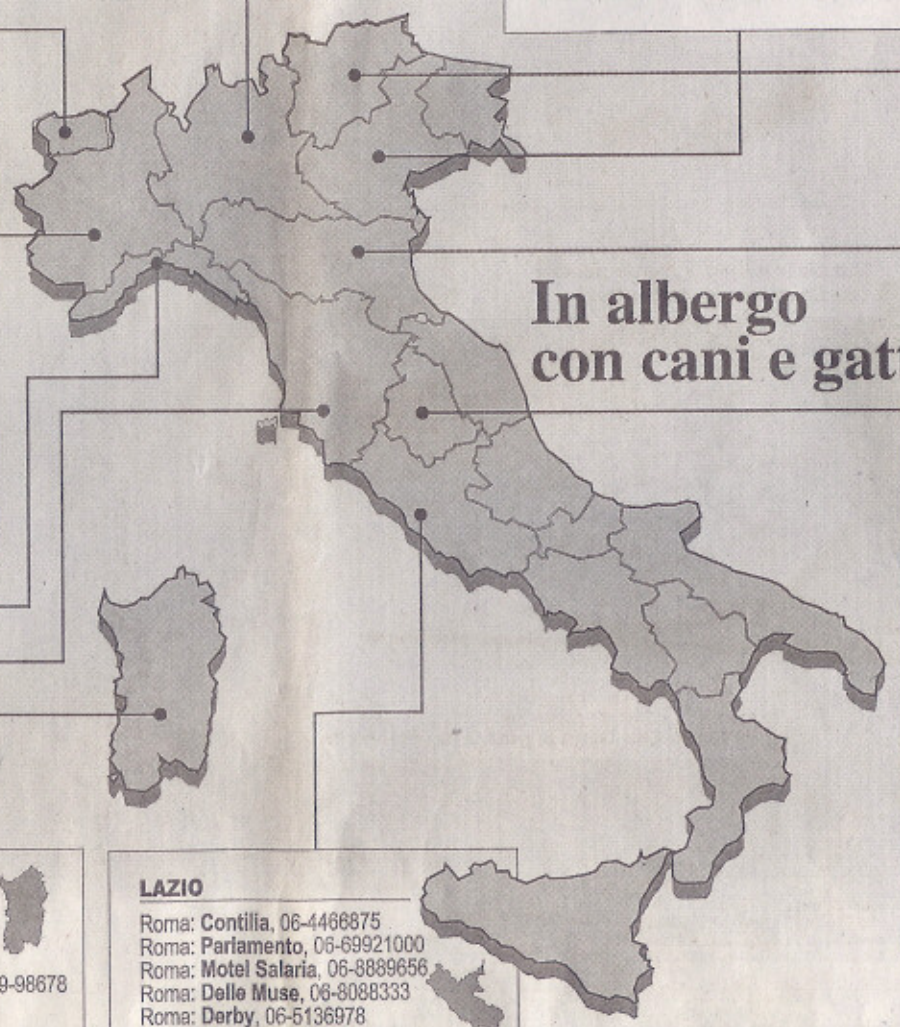 In albergo
con cani e gatt
LAZIO
Roma: Contilia, 06-4466875
Roma: Parlamento, 06-69921000
Roma: Motel Salaria, 06-8889656
Roma: Delle Muse, 06-8088333
Roma: Derby, 06-5136978
9-98678